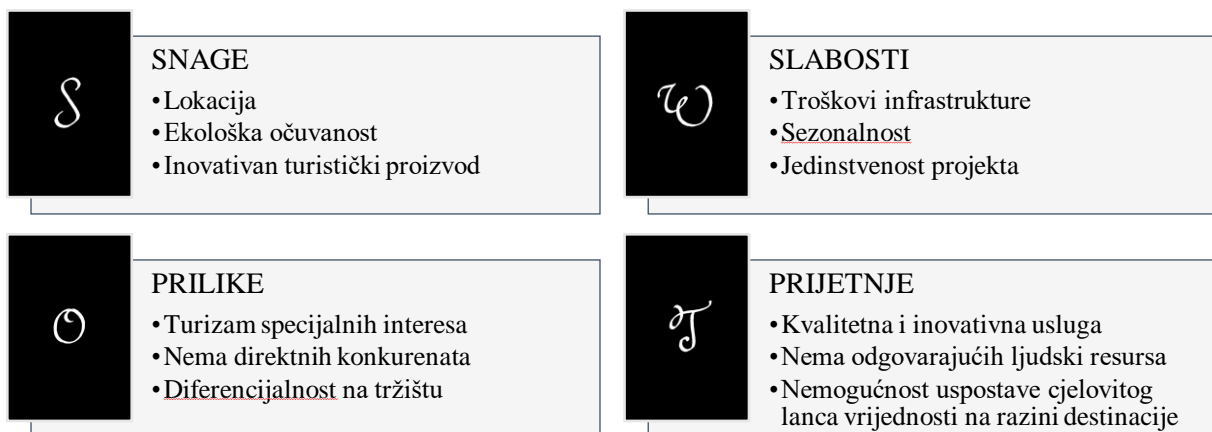 S
SNAGE
•Lokacija
•Ekološka očuvanost
•Inovativan turistički proizvod
W
SLABOSTI
•Troškovi infrastrukture
•Sezonalnost
•Jedinstvenost projekta
O
PRILIKE
•Turizam specijalnih interesa
•Nema direktnih konkurenata
•Diferencijalnost na tržištu
T
PRIJETNJE
•Kvalitetna i inovativna usluga
•Nema odgovarajućih ljudski resursa
•Nemogućnost uspostave cjelovitog
lanca vrijednosti na razini destinacije